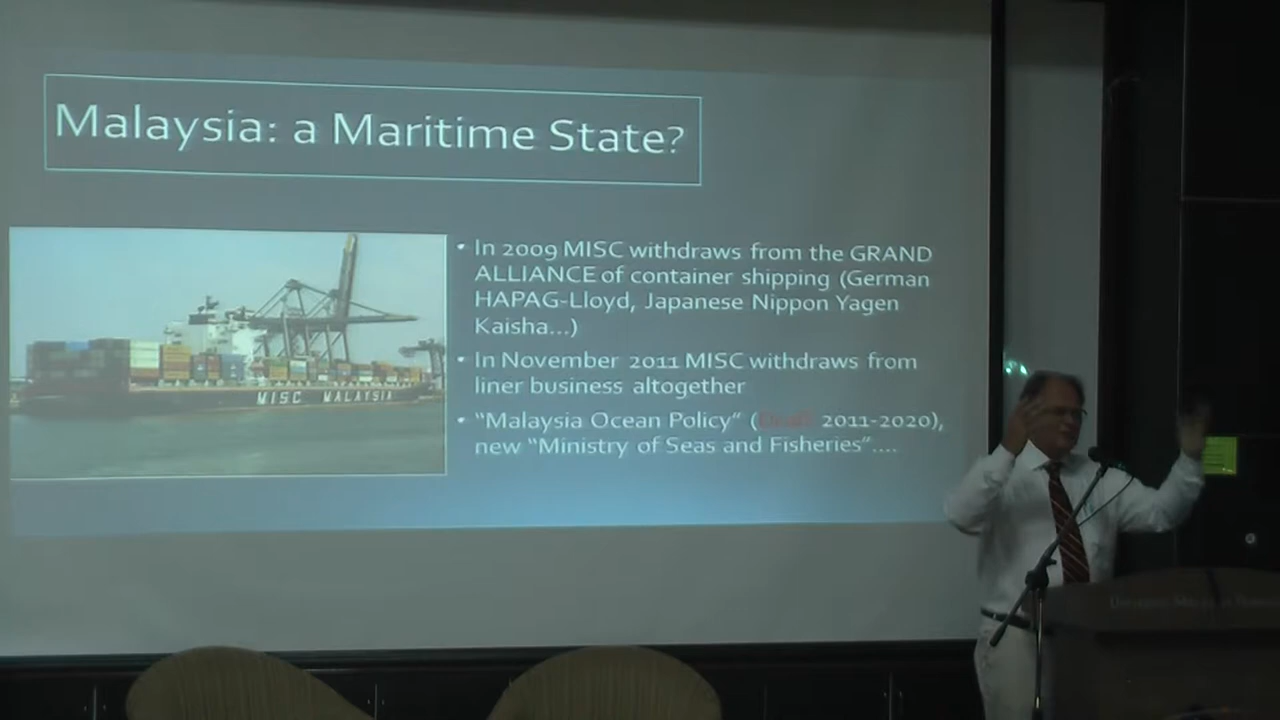 Malaysia: a Maritime State?
• In 2009 MISC withdraws from the GRAND
ALLIANCE of container shipping (German
HAPAG-Lloyd, Japanese Nippon Yagen
Kaisha...)
• In November 2011 MISC withdraws from
liner business altogether
• “Malaysia Ocean Policy“ (Draft 2011-2020),
new “Ministry of Seas and Fisheries”....
MISC MALAYSIA